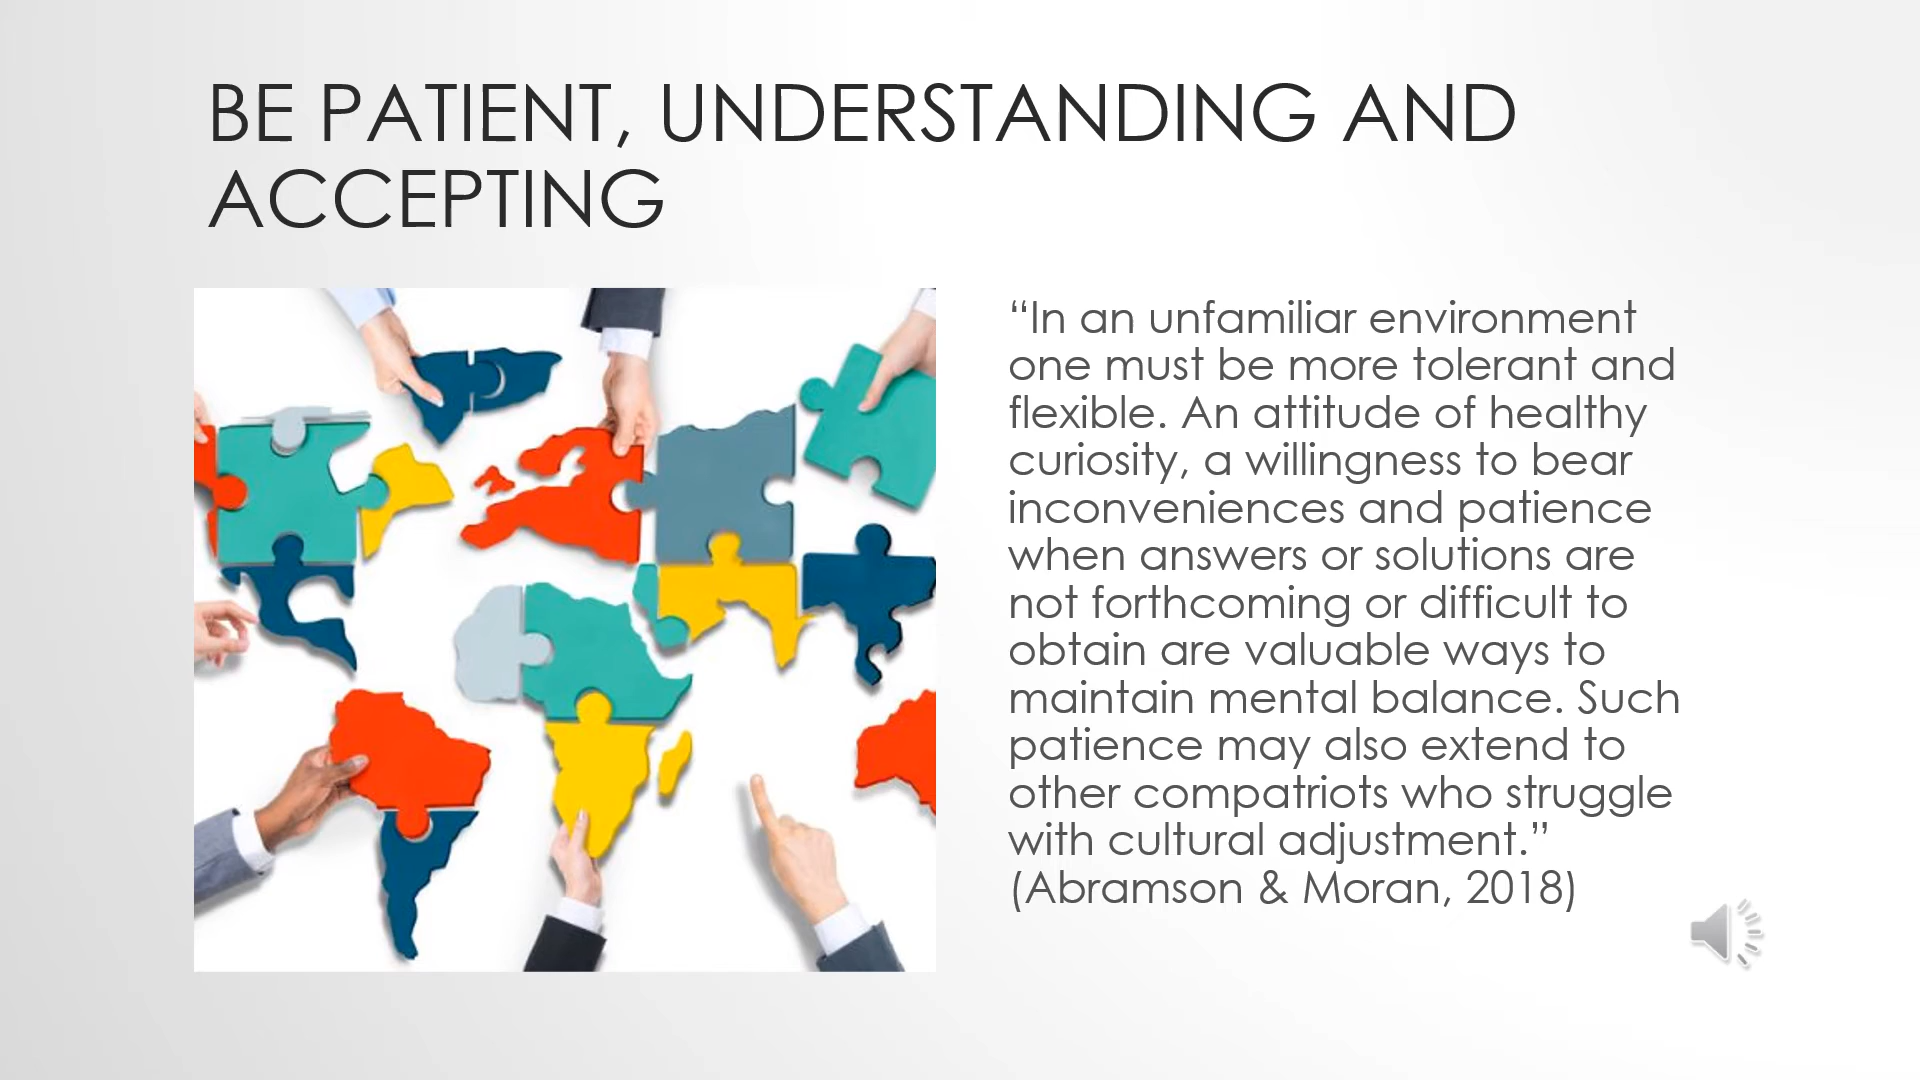 BE PATIENT, UNDERSTANDING AND
ACCEPTING
“In an unfamiliar environment
one must be more tolerant and
flexible. An attitude of healthy
curiosity, a willingness to bear
inconveniences and patience
when answers or solutions are
not forthcoming or difficult to
obtain are valuable ways to
maintain mental balance. Such
patience may also extend to
other compatriots who struggle
with cultural adjustment.”
(Abramson & Moran, 2018)